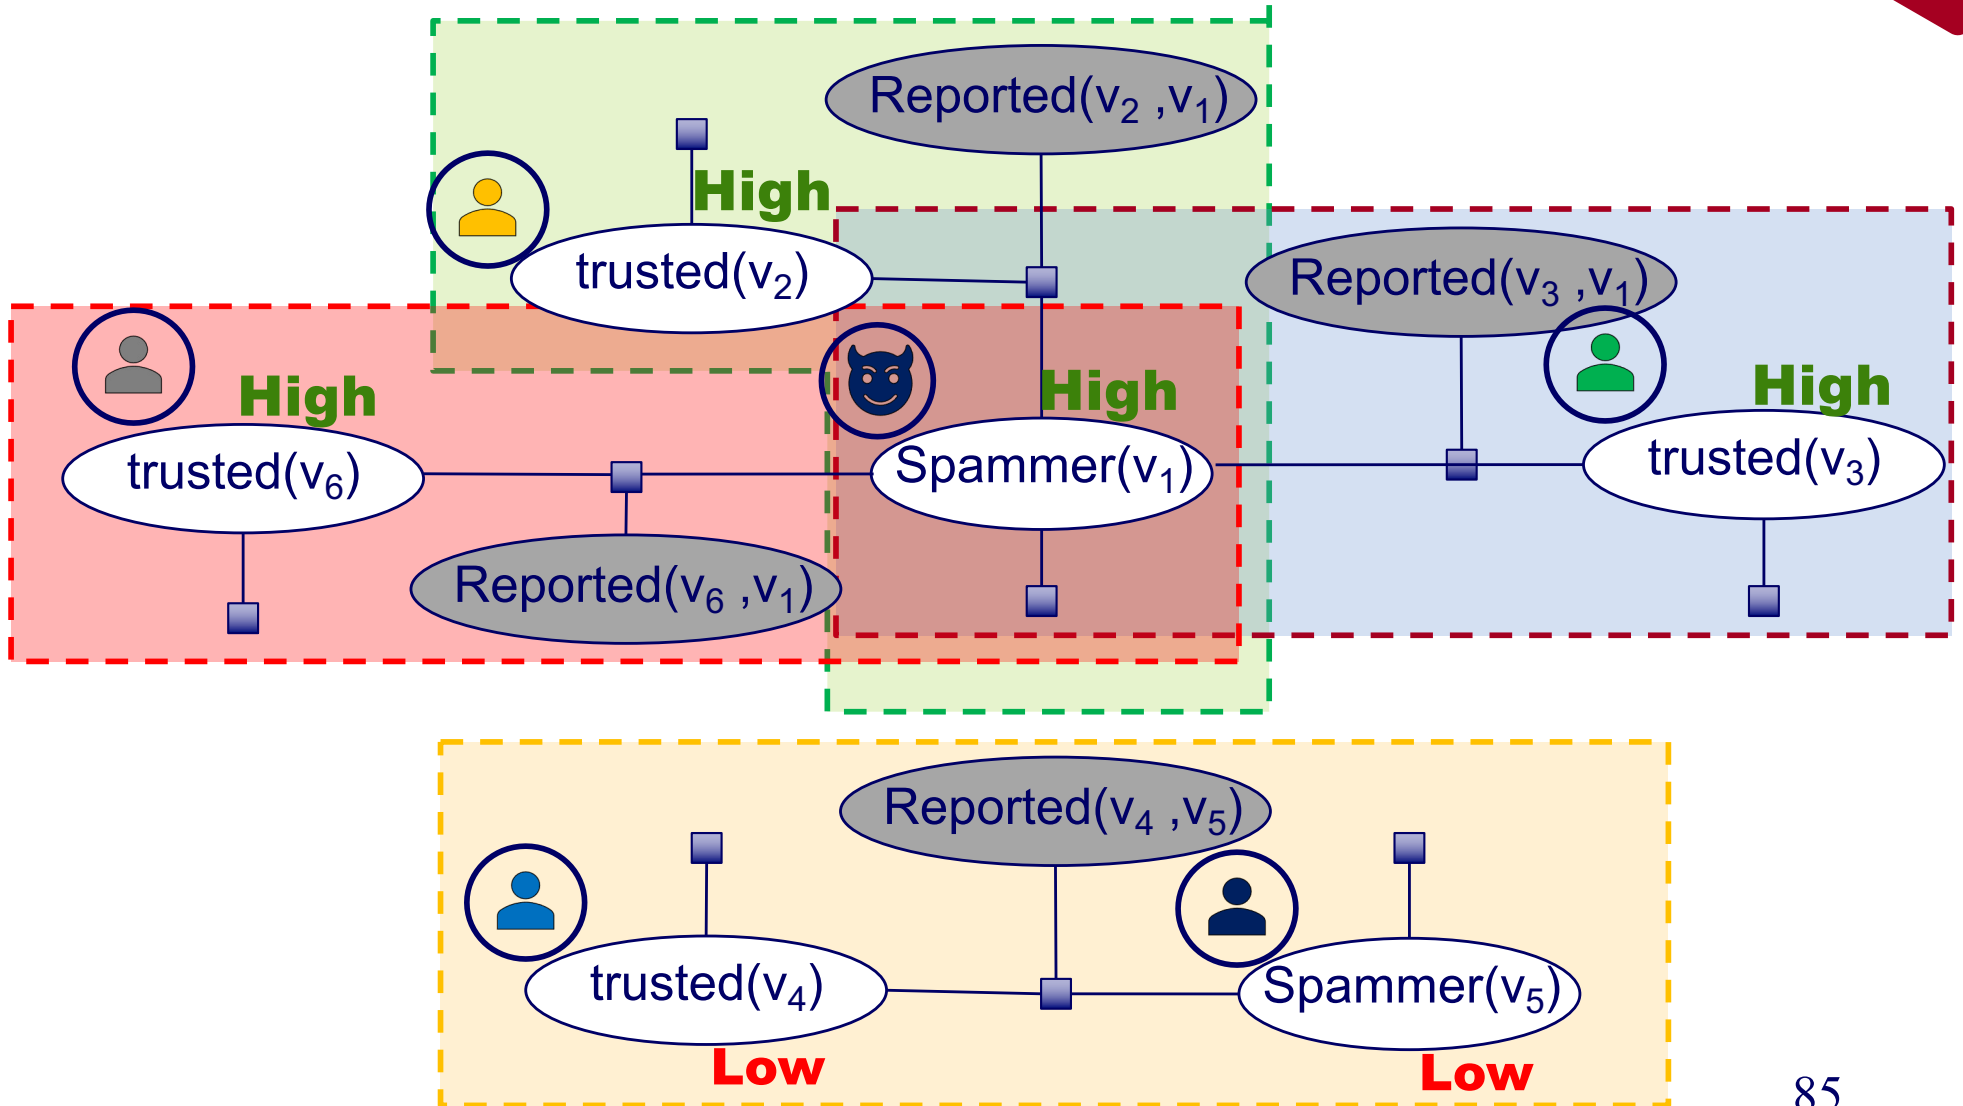 Reported(v₂ ,v₁)
High
trusted(v₂)
Reported(v₃ ,v₁)
High
High
High
trusted(v₆)
Spammer(v₁)
trusted(v₃)
Reported(v₆ ,v₁)
Reported(v₄ ,v₅)
trusted(v₄)
Spammer(v₅)
Low
Low
85